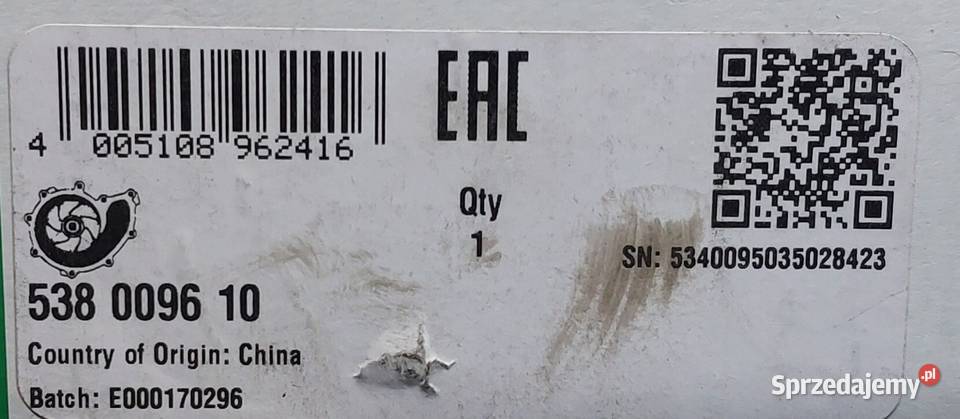 4 005108 962416
EAC
Qty
1
SN: 5340095035028423
538 0096 10
Country of Origin: China
Batch: E000170296
Sprzedajemy.pl